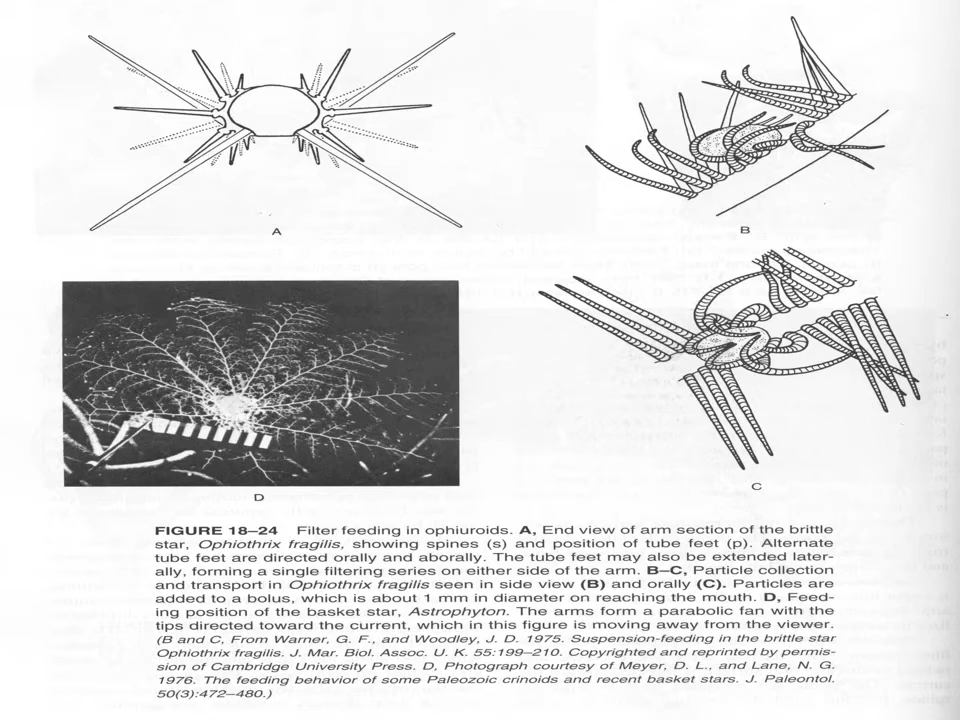 A
B
D
C
FIGURE 18–24 Filter feeding in ophiuroids. A, End view of arm section of the brittle
star, Ophiothrix fragilis, showing spines (s) and position of tube feet (p). Alternate
tube feet are directed orally and aborally. The tube feet may also be extended later-
ally, forming a single filtering series on either side of the arm. B–C, Particle collection
and transport in Ophiothrix fragilis seen in side view (B) and orally (C). Particles are
added to a bolus, which is about 1 mm in diameter on reaching the mouth. D, Feed-
ing position of the basket star, Astrophyton. The arms form a parabolic fan with the
tips directed toward the current, which in this figure is moving away from the viewer.
(B and C, From Warner, G. F., and Woodley, J. D. 1975. Suspension-feeding in the brittle star
Ophiothrix fragilis. J. Mar. Biol. Assoc. U. K. 55:199–210. Copyrighted and reprinted by permis-
sion of Cambridge University Press. D, Photograph courtesy of Meyer, D. L., and Lane, N. G.
1976. The feeding behavior of some Paleozoic crinoids and recent basket stars. J. Paleontol.
50(3):472–480.)